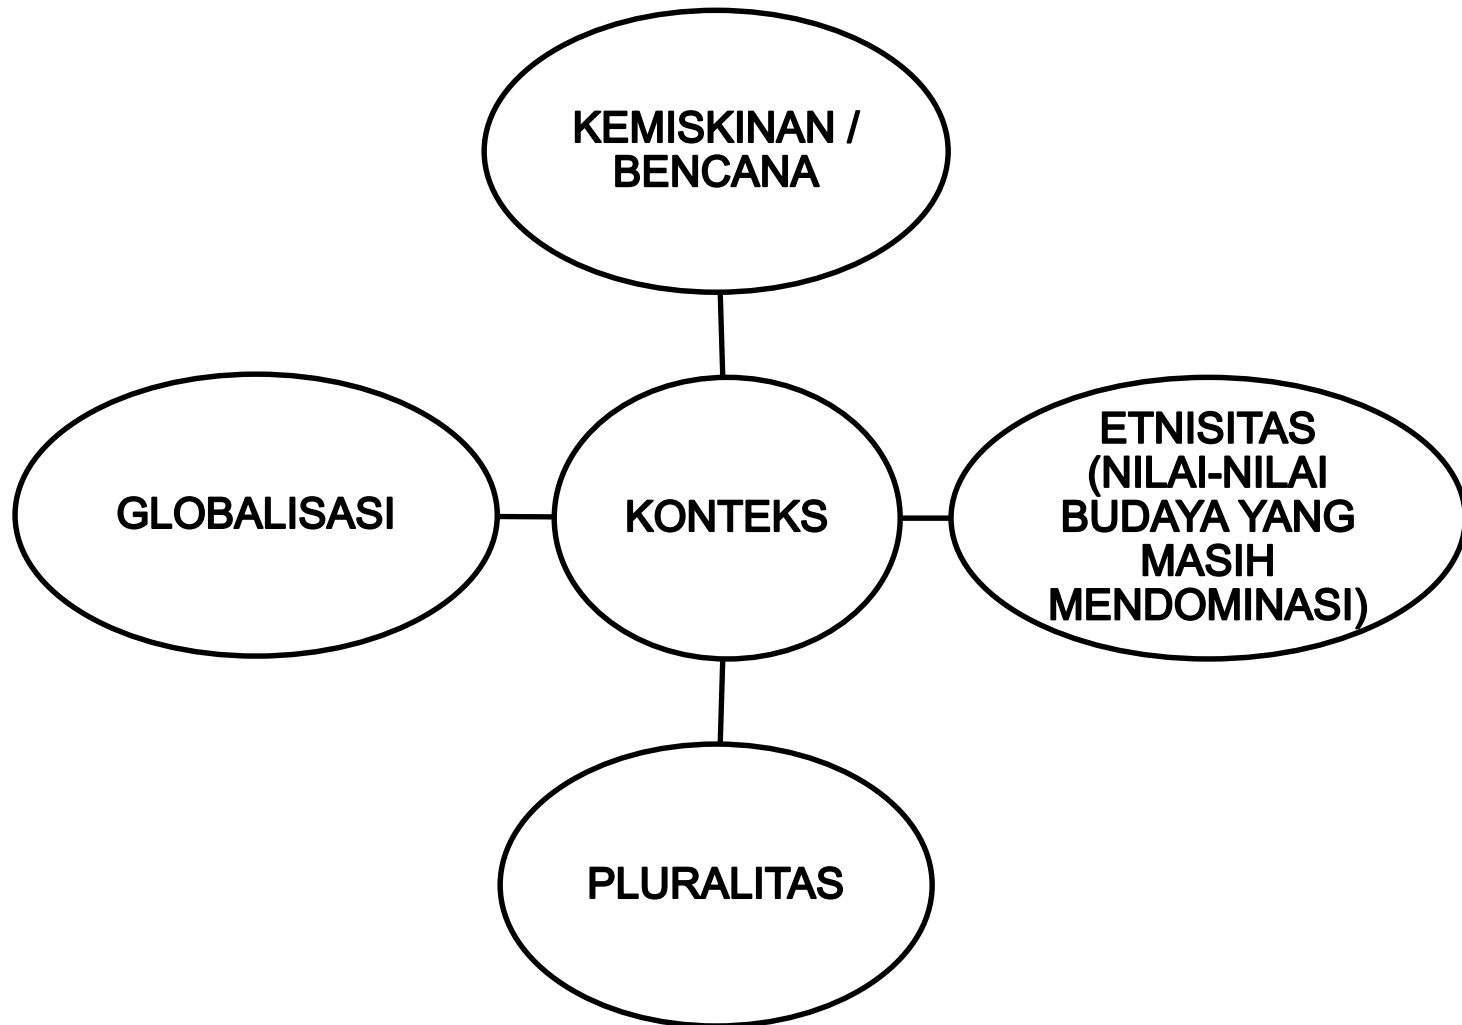 KEMISKINAN /
BENCANA
GLOBALISASI
KONTEKS
ETNISITAS
(NILAI-NILAI
BUDAYA YANG
MASIH
MENDOMINASI)
PLURALITAS